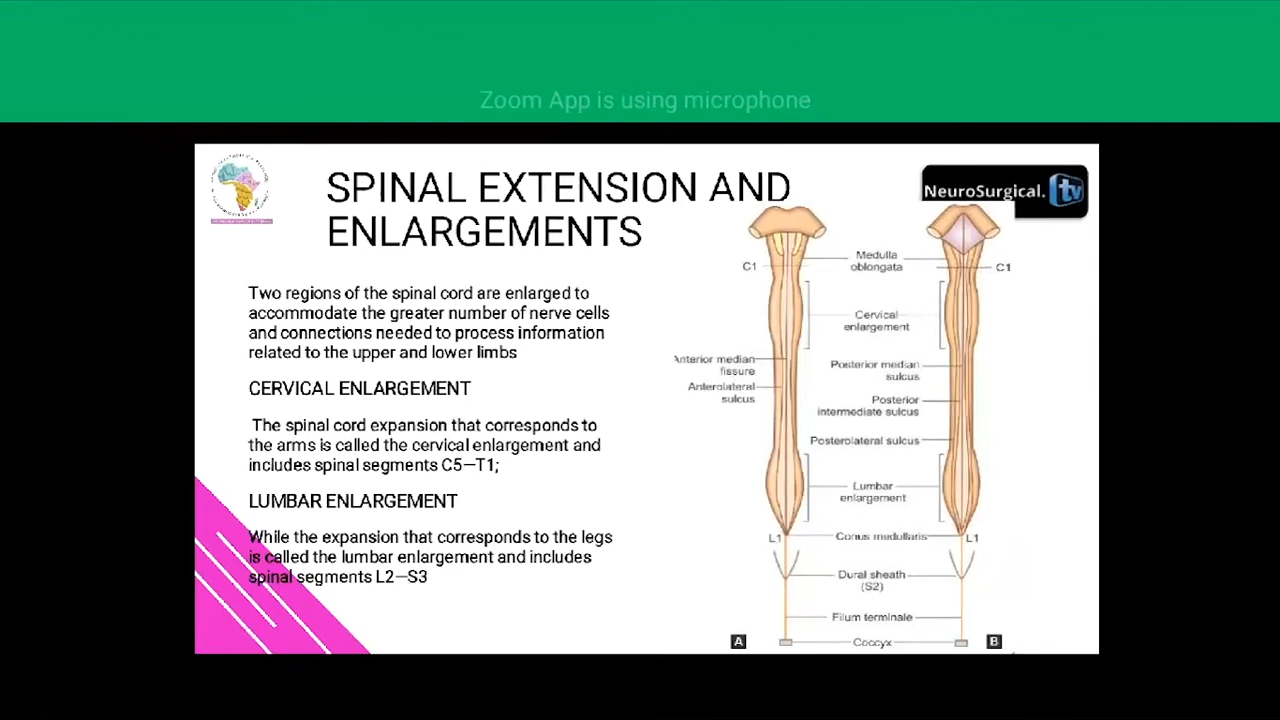 Zoom App is using microphone
SPINAL EXTENSION AND
ENLARGEMENTS
NeuroSurgical.
tv
Two regions of the spinal cord are enlarged to
accommodate the greater number of nerve cells
and connections needed to process information
related to the upper and lower limbs
CERVICAL ENLARGEMENT
The spinal cord expansion that corresponds to
the arms is called the cervical enlargement and
includes spinal segments C5—T1;
LUMBAR ENLARGEMENT
While the expansion that corresponds to the legs
is called the lumbar enlargement and includes
spinal segments L2—S3
Medulla
oblongata
C1
C1
Cervical
enlargement
Anterior median
fissure
Anterolateral
sulcus
Posterior median
sulcus
Posterior
intermediate sulcus
Posterolateral sulcus
Lumbar
enlargement
L1
Conus medullaris
L1
Dural sheath
(S2)
Filum terminale
A
Coccyx
B